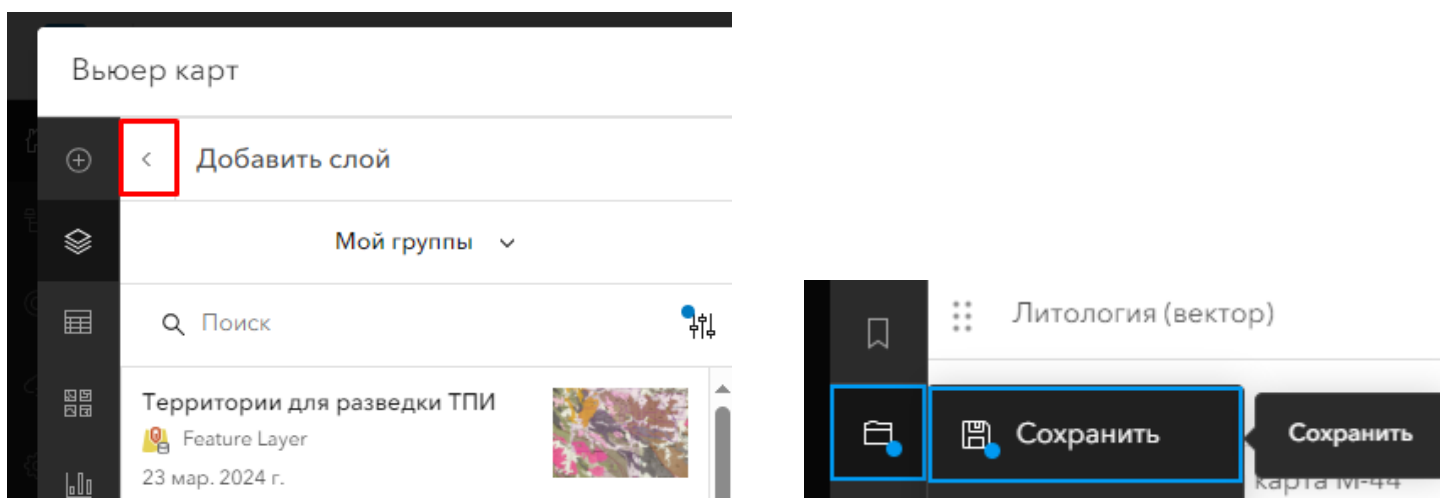 Вьюер карт
Добавить слой
Мой группы
Поиск
Территории для разведки ТПИ
Feature Layer
23 мар. 2024 г.
Литология (вектор)
Сохранить
Сохранить
карта М-44